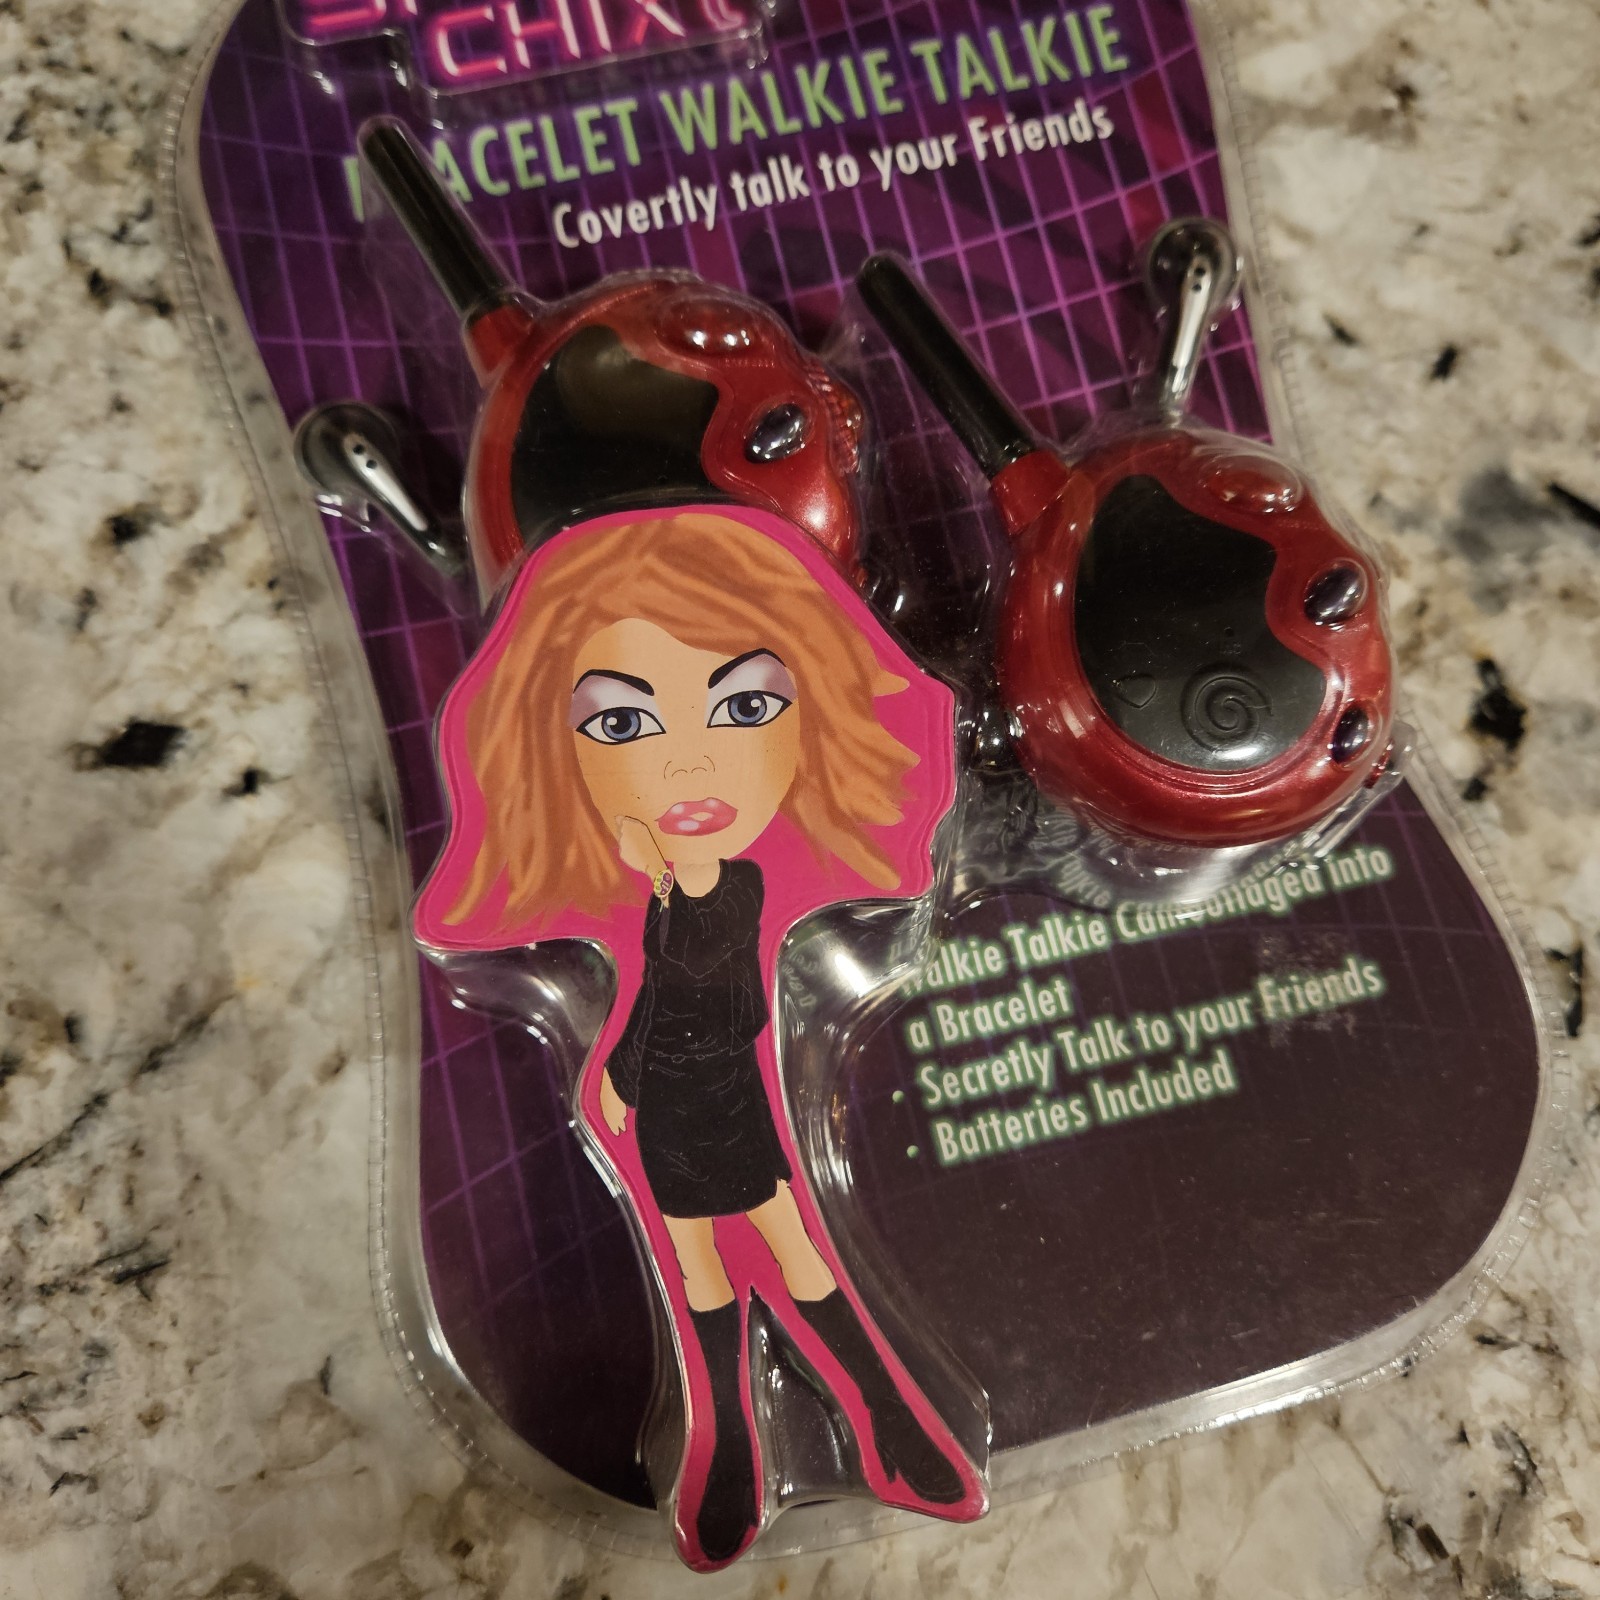 CHIX
BRACELET WALKIE TALKIE
Covertly talk to your Friends
Walkie Talkie Camouflaged into
a Bracelet
· Secretly Talk to your Friends
· Batteries Included